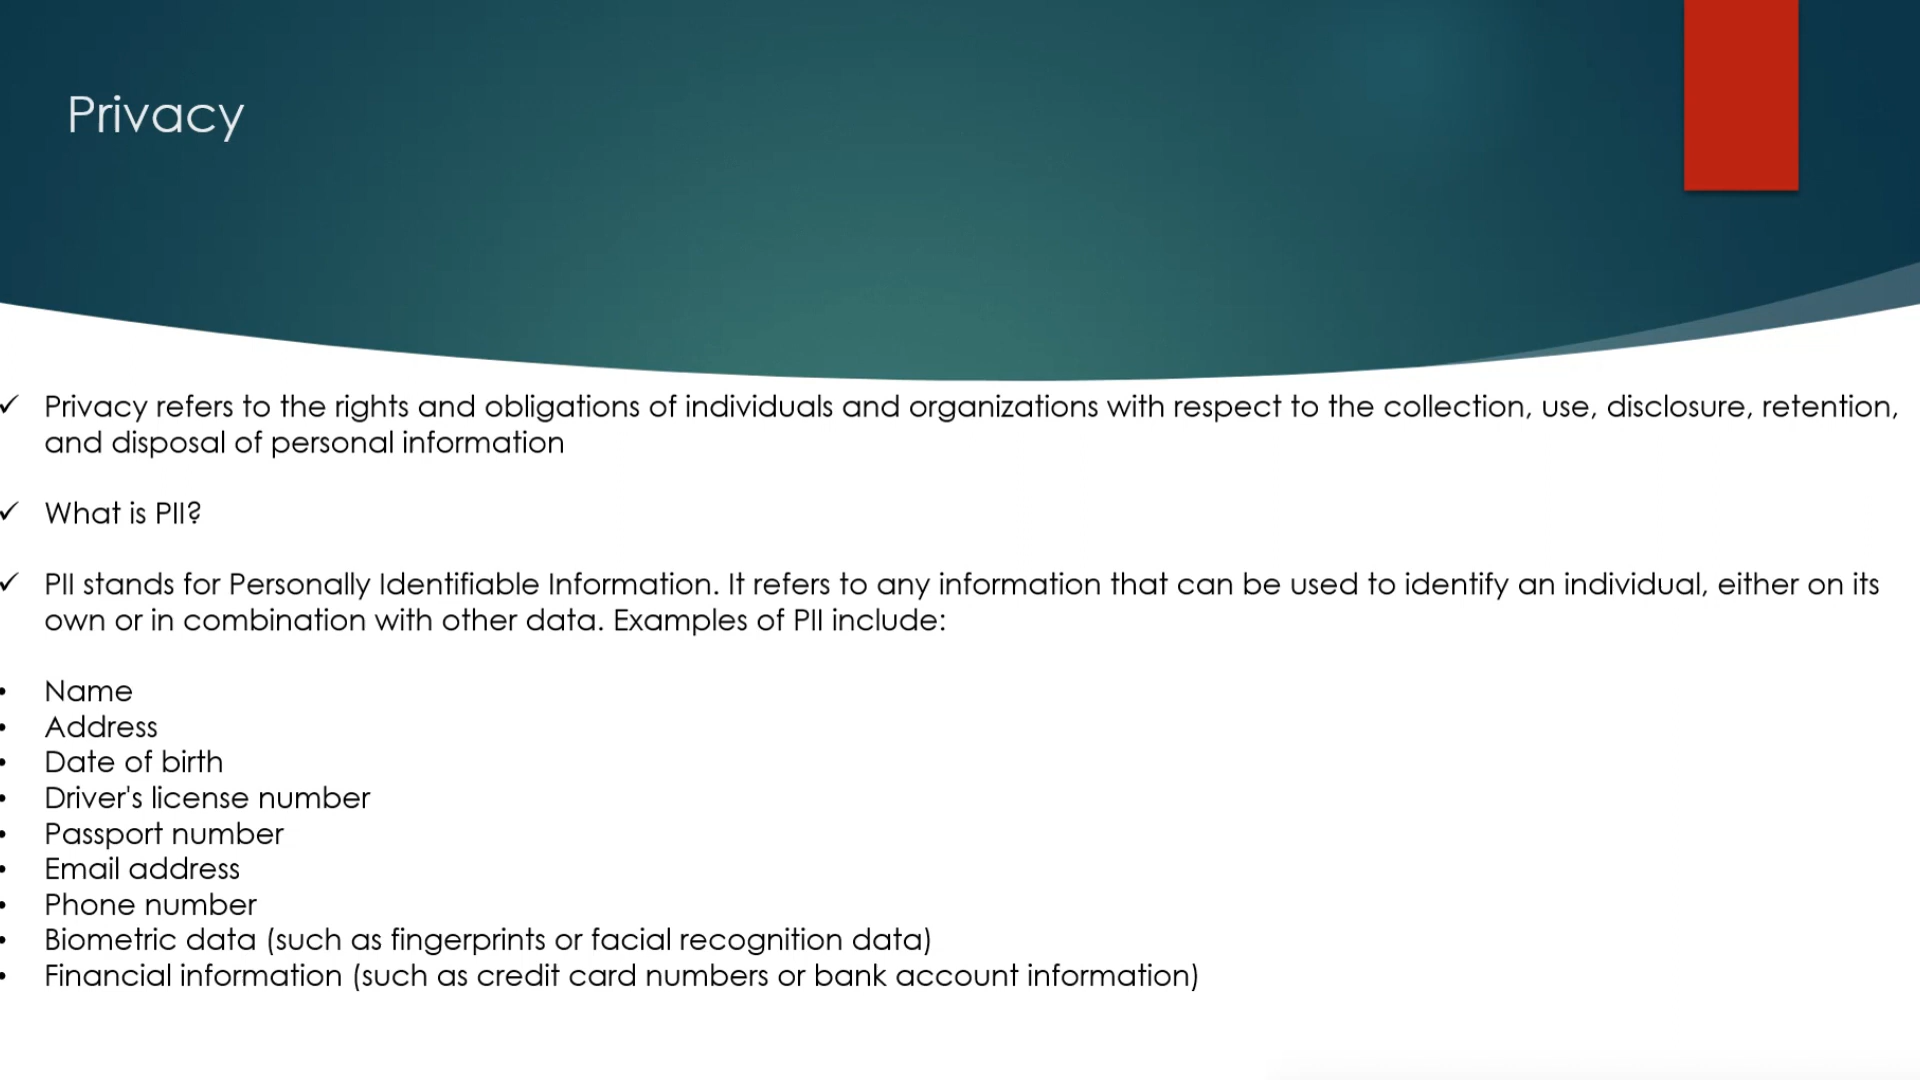 Privacy
✓ Privacy refers to the rights and obligations of individuals and organizations with respect to the collection, use, disclosure, retention,
and disposal of personal information
✓ What is PII?
✓ PII stands for Personally Identifiable Information. It refers to any information that can be used to identify an individual, either on its
own or in combination with other data. Examples of PII include:
• Name
• Address
• Date of birth
• Driver's license number
• Passport number
• Email address
• Phone number
• Biometric data (such as fingerprints or facial recognition data)
• Financial information (such as credit card numbers or bank account information)